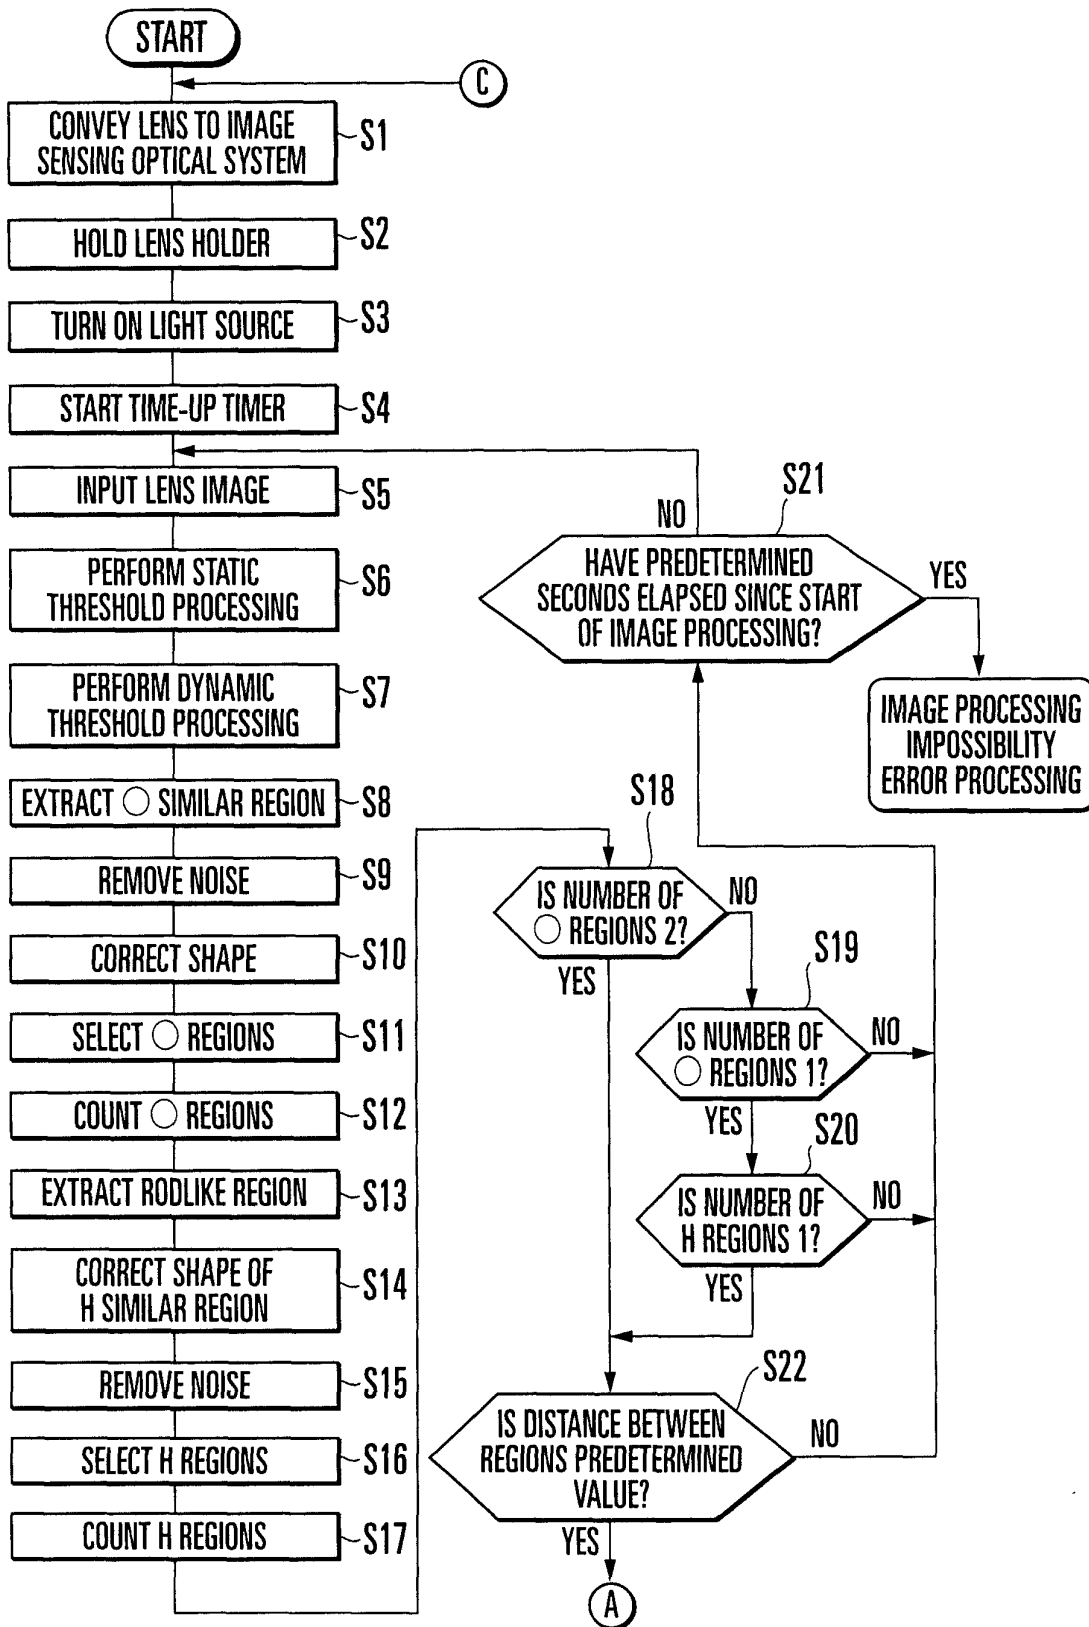 START
C
CONVEY LENS TO IMAGE
SENSING OPTICAL SYSTEM
S1
HOLD LENS HOLDER
S2
TURN ON LIGHT SOURCE
S3
START TIME-UP TIMER
S4
INPUT LENS IMAGE
S5
PERFORM STATIC
THRESHOLD PROCESSING
S6
PERFORM DYNAMIC
THRESHOLD PROCESSING
S7
EXTRACT ○ SIMILAR REGION
S8
REMOVE NOISE
S9
CORRECT SHAPE
S10
SELECT ○ REGIONS
S11
COUNT ○ REGIONS
S12
EXTRACT RODLIKE REGION
S13
CORRECT SHAPE OF
H SIMILAR REGION
S14
REMOVE NOISE
S15
SELECT H REGIONS
S16
COUNT H REGIONS
S17
S18
IS NUMBER OF
○ REGIONS 2?
NO
YES
S19
IS NUMBER OF
○ REGIONS 1?
NO
YES
S20
IS NUMBER OF
H REGIONS 1?
NO
YES
S21
HAVE PREDETERMINED
SECONDS ELAPSED SINCE START
OF IMAGE PROCESSING?
NO
YES
IMAGE PROCESSING
IMPOSSIBILITY
ERROR PROCESSING
S22
IS DISTANCE BETWEEN
REGIONS PREDETERMINED
VALUE?
NO
YES
A